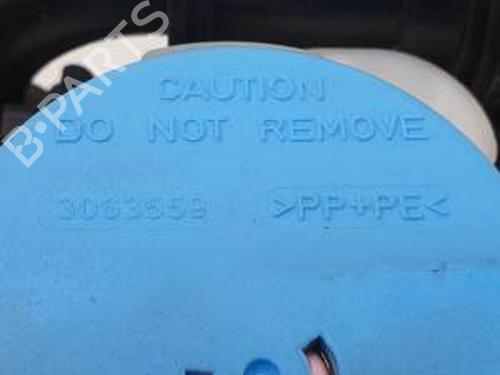 B-PARTS
CAUTION
DO NOT REMOVE
3063559 >PP+PE<